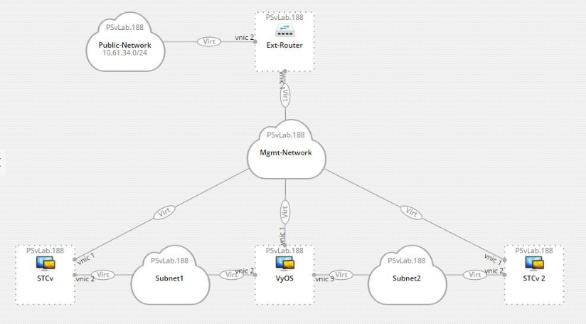 PSvLab.188
Public-Network
10.61.34.0/24
Virt
vnic 2
PSvLab.188
Ext-Router
vnic 1
Virt
PSvLab.188
Mgmt-Network
Virt
Virt
Virt
vnic 1
vnic 1
vnic 1
PSvLab.188
STCv
vnic 2
Virt
PSvLab.188
Subnet1
Virt
vnic 2
PSvLab.188
VyOS
vnic 3
Virt
PSvLab.188
Subnet2
Virt
vnic 2
PSvLab.188
STCv 2